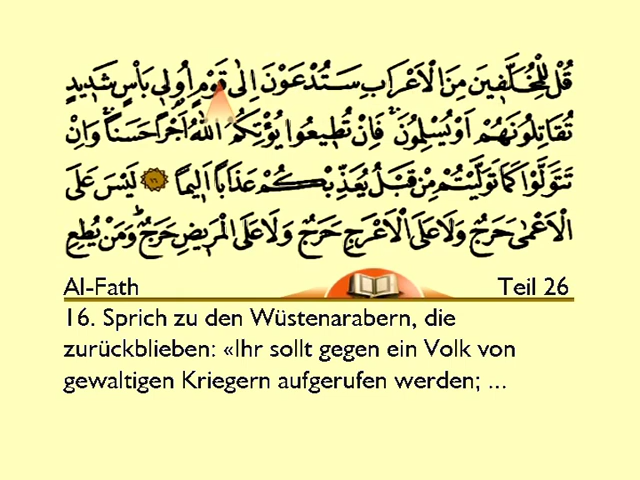 قُلْ لِلْمُخَلَّفِينَ مِنَ الْأَعْرَابِ سَتُدْعَوْنَ إِلَىٰ قَوْمٍ أُولِي بَأْسٍ شَدِيدٍ
تُقَاتِلُونَهُمْ أَوْ يُسْلِمُونَ ۖ فَإِنْ تُطِيعُوا يُؤْتِكُمُ اللَّهُ أَجْرًا حَسَنًا ۖ وَإِنْ
تَتَوَلَّوْا كَمَا تَوَلَّيْتُمْ مِنْ قَبْلُ يُعَذِّبْكُمْ عَذَابًا أَلِيمًا ١٦ لَيْسَ عَلَى
الْأَعْمَىٰ حَرَجٌ وَلَا عَلَى الْأَعْرَجِ حَرَجٌ وَلَا عَلَى الْمَرِيضِ حَرَجٌ ۗ وَمَنْ يُطِعِ
Al-Fath Teil 26
16. Sprich zu den Wüstenarabern, die
zurückblieben: «Ihr sollt gegen ein Volk von
gewaltigen Kriegern aufgerufen werden; ...